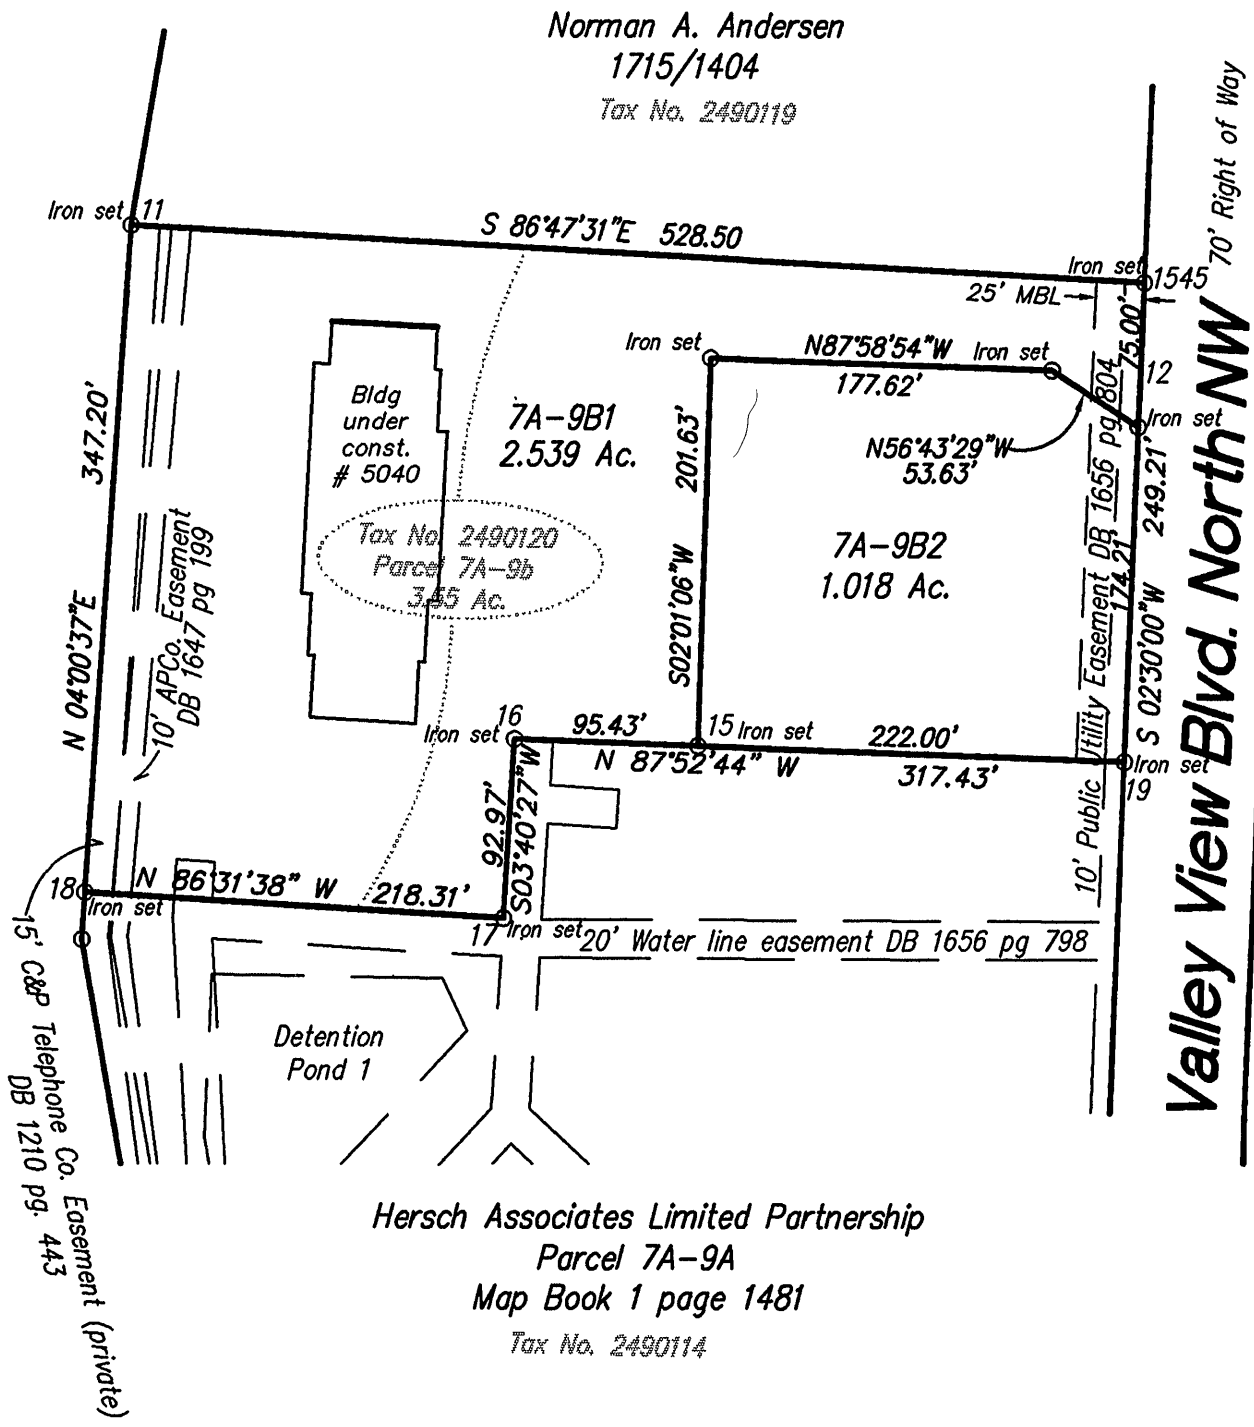 Norman A. Andersen
1715/1404
Tax No. 2490119
70' Right of Way
Iron set
11
S 86°47'31"E 528.50
Iron set
1545
25' MBL
75.00'
Iron set
N87°58'54"W
Iron set
177.62'
12
Iron set
Bldg
under
const.
# 5040
7A-9B1
2.539 Ac.
347.20'
201.63'
N56°43'29"W
53.63'
249.21'
Tax No. 2490120
Parcel 7A-9b
3.55 Ac.
7A-9B2
1.018 Ac.
174.21'
10' APCo. Easement
DB 1647 pg 199
N 04°00'37"E
S02°01'06"W
S 02°30'00"W
10' Public Utility Easement DB 1656 pg 804
Valley View Blvd. North NW
16
Iron set
95.43'
15
Iron set
222.00'
N 87°52'44" W
317.43'
Iron set
19
92.97'
S03°40'27"W
18
Iron set
N 86°31'38" W 218.31'
17
Iron set
20' Water line easement DB 1656 pg 798
15' C&P Telephone Co. Easement (private)
DB 1210 pg. 443
Detention
Pond 1
Hersch Associates Limited Partnership
Parcel 7A-9A
Map Book 1 page 1481
Tax No. 2490114